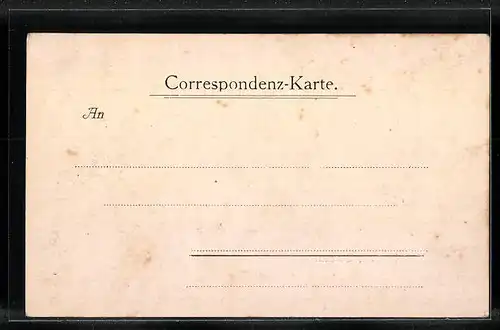 Correspondenz-Karte.
An